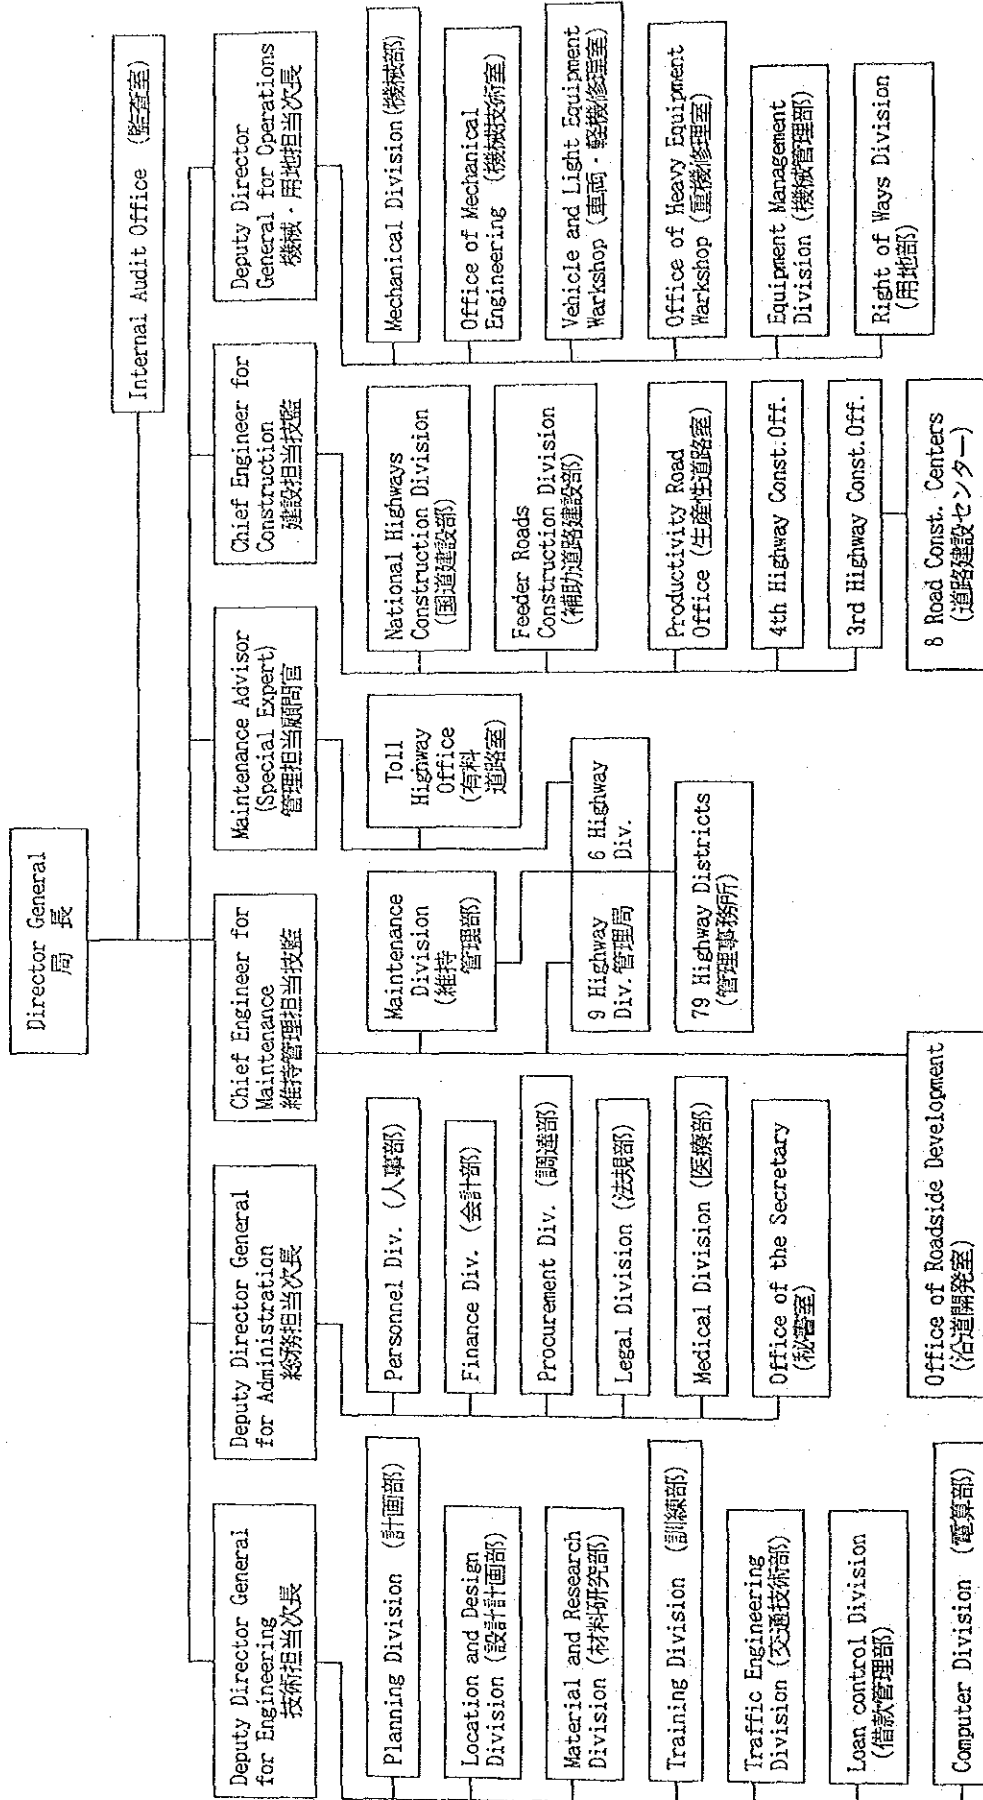 Director General
局 長
Internal Audit Office (監査室)
Deputy Director General
for Engineering
技術担当次長
Planning Division (計画部)
Location and Design
Division (設計計画部)
Material and Research
Division (材料研究部)
Training Division (訓練部)
Traffic Engineering
Division (交通技術部)
Loan control Division
(借款管理部)
Computer Division (電算部)
Deputy Director General
for Administration
総務担当次長
Personnel Div. (人事部)
Finance Div. (会計部)
Procurement Div. (調達部)
Legal Division (法規部)
Medical Division (医療部)
Office of the Secretary
(秘書室)
Chief Engineer for
Maintenance
維持管理担当技監
Maintenance
Division
(維持
管理部)
9 Highway
Div.管理局
6 Highway
Div.
79 Highway Districts
(管理事務所)
Office of Roadside Development
(沿道開発室)
Maintenance Advisor
(Special Expert)
管理担当顧問官
Toll
Highway
Office
(有料
道路室)
Chief Engineer for
Construction
建設担当技監
National Highways
Construction Division
(国道建設部)
Feeder Roads
Construction Division
(補助道路建設部)
Productivity Road
Office (生産性道路室)
4th Highway Const.Off.
3rd Highway Const.Off.
8 Road Const. Centers
(道路建設センター)
Deputy Director
General for Operations
機械・用地担当次長
Mechanical Division(機械部)
Office of Mechanical
Engineering (機械技術室)
Vehicle and Light Equipment
Warkshop (車両・軽機修理室)
Office of Heavy Equipment
Warkshop (重機修理室)
Equipment Management
Division (機械管理部)
Right of Ways Division
(用地部)